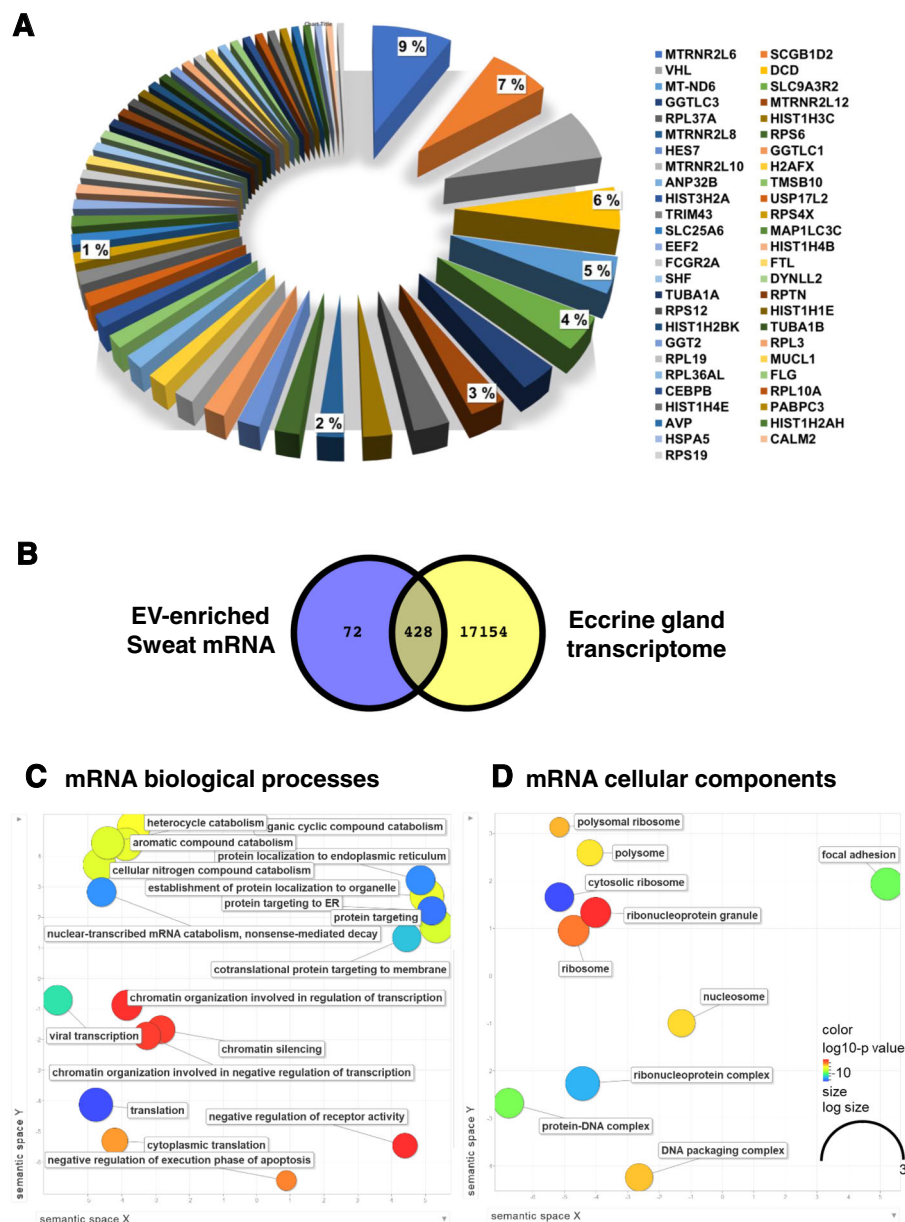 A
Chart Title
9 %
7 %
6 %
5 %
4 %
3 %
2 %
1 %
MTRNR2L6 SCGB1D2
VHL DCD
MT-ND6 SLC9A3R2
GGTLC3 MTRNR2L12
RPL37A HIST1H3C
MTRNR2L8 RPS6
HES7 GGTLC1
MTRNR2L10 H2AFX
ANP32B TMSB10
HIST3H2A USP17L2
TRIM43 RPS4X
SLC25A6 MAP1LC3C
EEF2 HIST1H4B
FCGR2A FTL
SHF DYNLL2
TUBA1A RPTN
RPS12 HIST1H1E
HIST1H2BK TUBA1B
GGT2 RPL3
RPL19 MUCL1
RPL36AL FLG
CEBPB RPL10A
HIST1H4E PABPC3
AVP HIST1H2AH
HSPA5 CALM2
RPS19
B
EV-enriched
Sweat mRNA
72
428
17154
Eccrine gland
transcriptome
C mRNA biological processes
heterocycle catabolism
ganic cyclic compound catabolism
aromatic compound catabolism
protein localization to endoplasmic reticulum
cellular nitrogen compound catabolism
establishment of protein localization to organelle
protein targeting to ER
protein targeting
nuclear-transcribed mRNA catabolism, nonsense-mediated decay
cotranslational protein targeting to membrane
chromatin organization involved in regulation of transcription
viral transcription
chromatin silencing
chromatin organization involved in negative regulation of transcription
translation
negative regulation of receptor activity
cytoplasmic translation
negative regulation of execution phase of apoptosis
semantic space Y
semantic space X
D mRNA cellular components
polysomal ribosome
polysome
focal adhesion
cytosolic ribosome
ribonucleoprotein granule
ribosome
nucleosome
color
log10-p value
-10
size
log size
3
ribonucleoprotein complex
protein-DNA complex
DNA packaging complex
semantic space Y
semantic space X